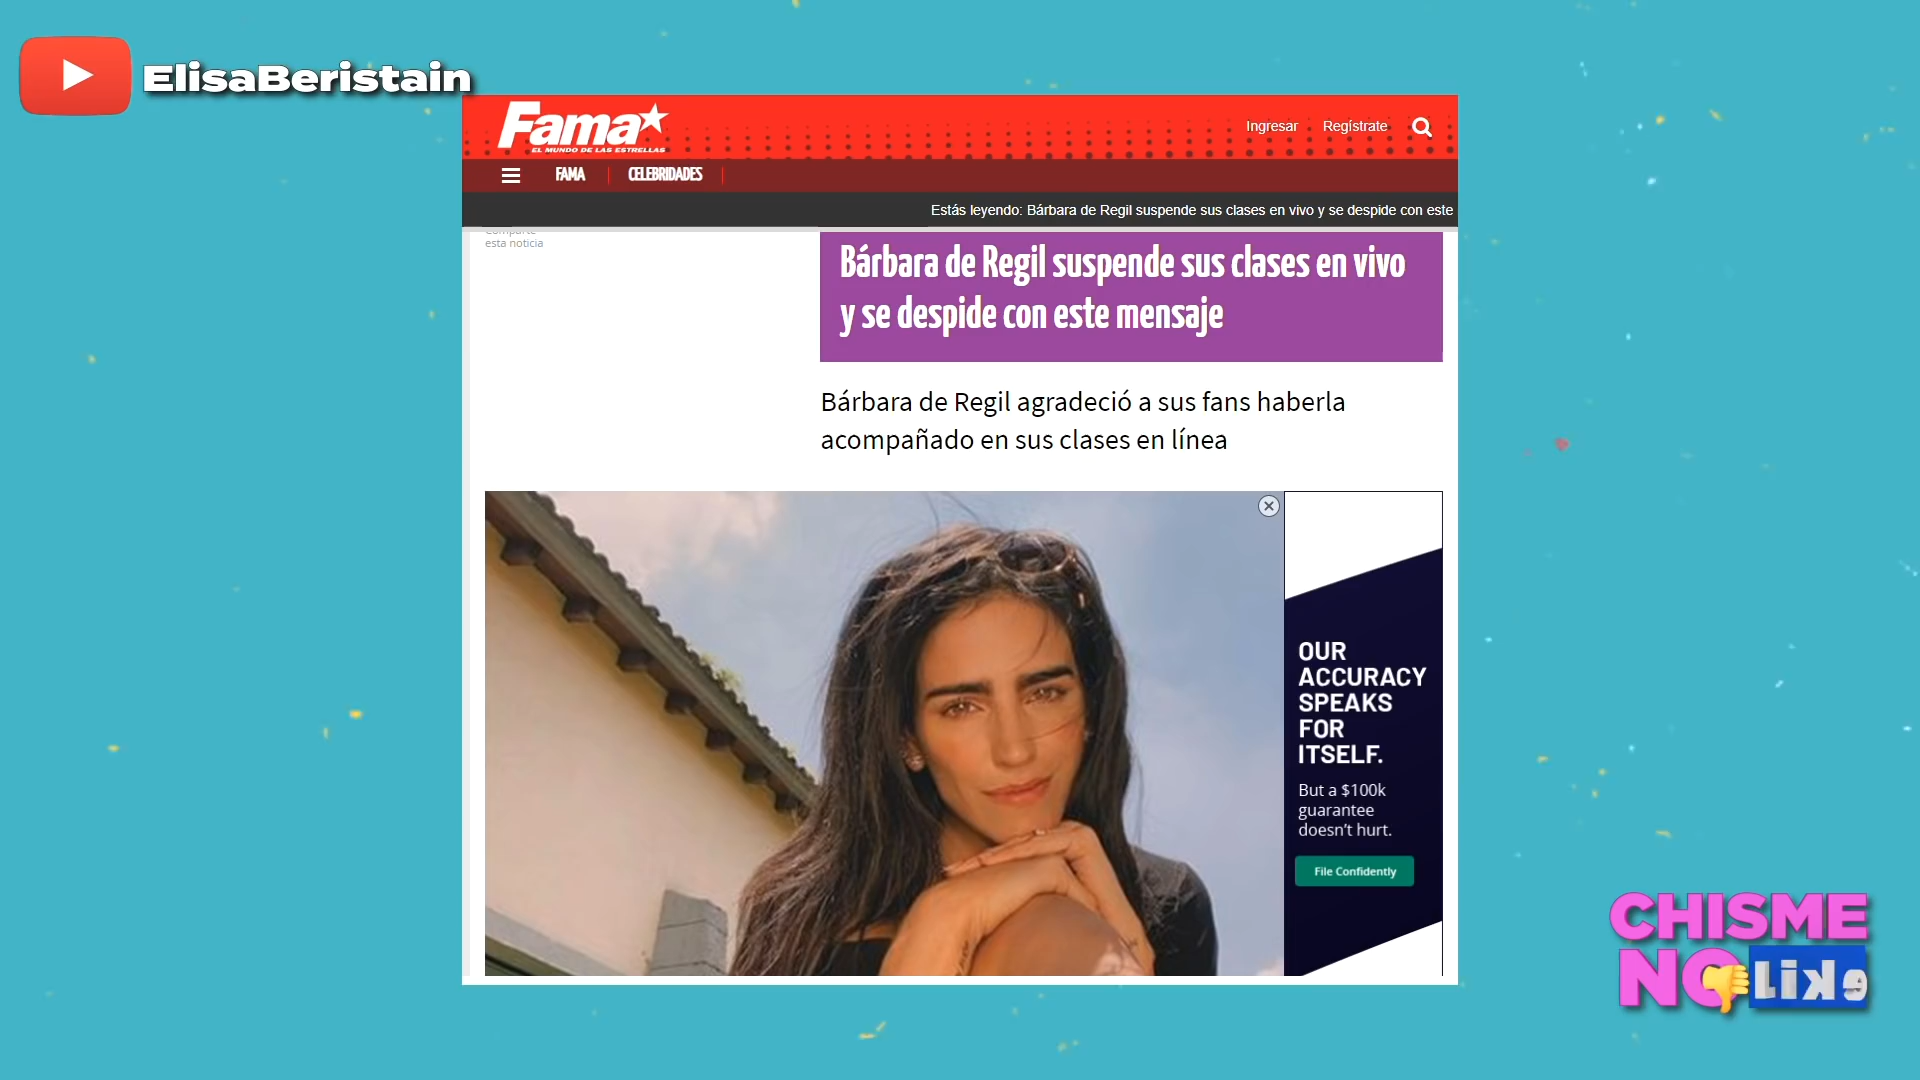 ElisaBeristain
Fama
EL MUNDO DE LAS ESTRELLAS
Ingresar
Regístrate
FAMA
CELEBRIDADES
Estás leyendo: Bárbara de Regil suspende sus clases en vivo y se despide con este
Comparte
esta noticia
Bárbara de Regil suspende sus clases en vivo
y se despide con este mensaje
Bárbara de Regil agradeció a sus fans haberla
acompañado en sus clases en línea
OUR
ACCURACY
SPEAKS
FOR
ITSELF.
But a $100k
guarantee
doesn't hurt.
File Confidently
CHISME
NO Like